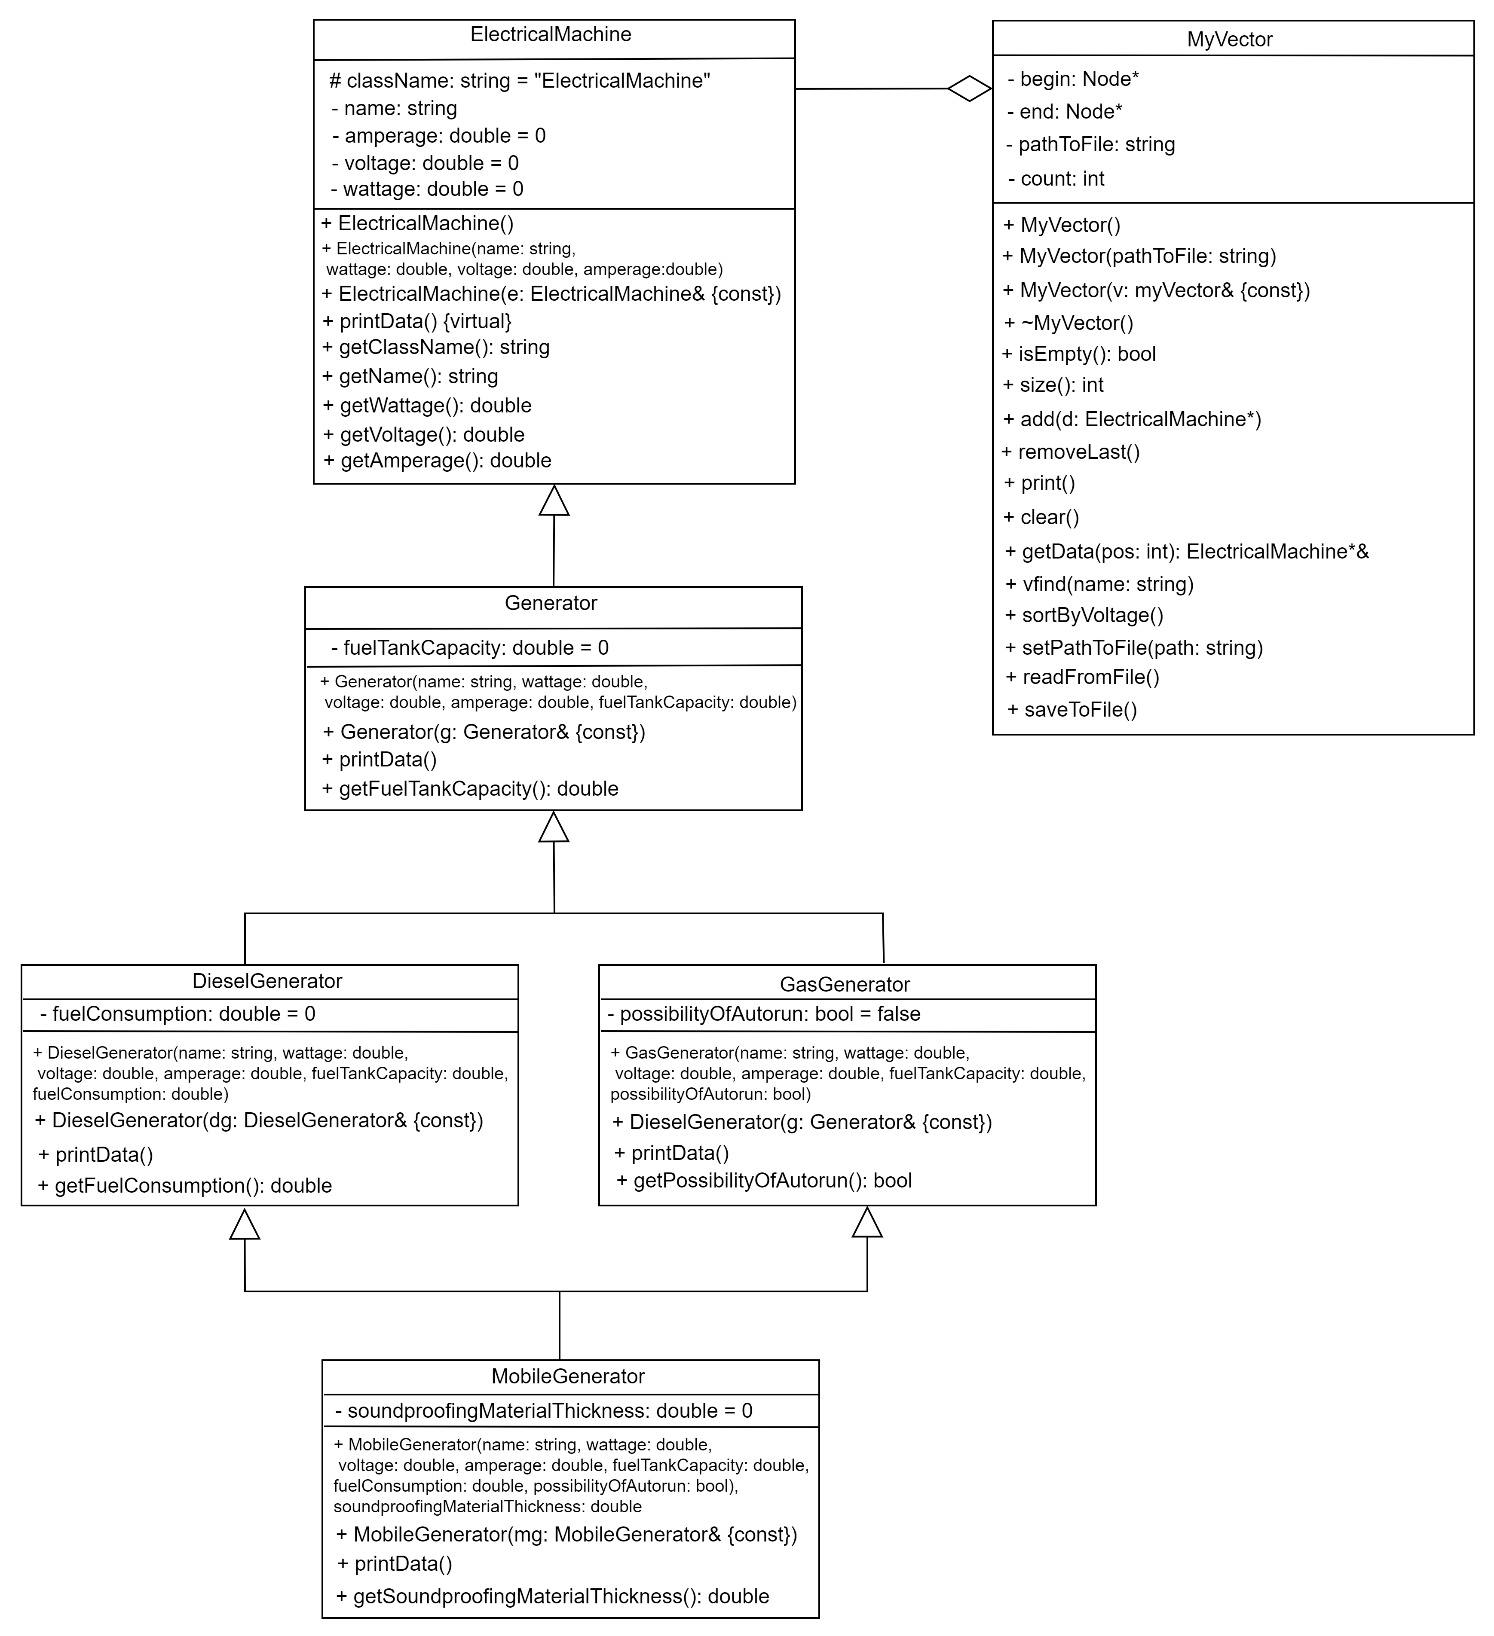 ElectricalMachine
# className: string = "ElectricalMachine"
- name: string
- amperage: double = 0
- voltage: double = 0
- wattage: double = 0
+ ElectricalMachine()
+ ElectricalMachine(name: string,
wattage: double, voltage: double, amperage:double)
+ ElectricalMachine(e: ElectricalMachine& {const})
+ printData() {virtual}
+ getClassName(): string
+ getName(): string
+ getWattage(): double
+ getVoltage(): double
+ getAmperage(): double
MyVector
- begin: Node*
- end: Node*
- pathToFile: string
- count: int
+ MyVector()
+ MyVector(pathToFile: string)
+ MyVector(v: myVector& {const})
+ ~MyVector()
+ isEmpty(): bool
+ size(): int
+ add(d: ElectricalMachine*)
+ removeLast()
+ print()
+ clear()
+ getData(pos: int): ElectricalMachine*&
+ vfind(name: string)
+ sortByVoltage()
+ setPathToFile(path: string)
+ readFromFile()
+ saveToFile()
Generator
- fuelTankCapacity: double = 0
+ Generator(name: string, wattage: double,
voltage: double, amperage: double, fuelTankCapacity: double)
+ Generator(g: Generator& {const})
+ printData()
+ getFuelTankCapacity(): double
DieselGenerator
- fuelConsumption: double = 0
+ DieselGenerator(name: string, wattage: double,
voltage: double, amperage: double, fuelTankCapacity: double,
fuelConsumption: double)
+ DieselGenerator(dg: DieselGenerator& {const})
+ printData()
+ getFuelConsumption(): double
GasGenerator
- possibilityOfAutorun: bool = false
+ GasGenerator(name: string, wattage: double,
voltage: double, amperage: double, fuelTankCapacity: double,
possibilityOfAutorun: bool)
+ DieselGenerator(g: Generator& {const})
+ printData()
+ getPossibilityOfAutorun(): bool
MobileGenerator
- soundproofingMaterialThickness: double = 0
+ MobileGenerator(name: string, wattage: double,
voltage: double, amperage: double, fuelTankCapacity: double,
fuelConsumption: double, possibilityOfAutorun: bool),
soundproofingMaterialThickness: double
+ MobileGenerator(mg: MobileGenerator& {const})
+ printData()
+ getSoundproofingMaterialThickness(): double